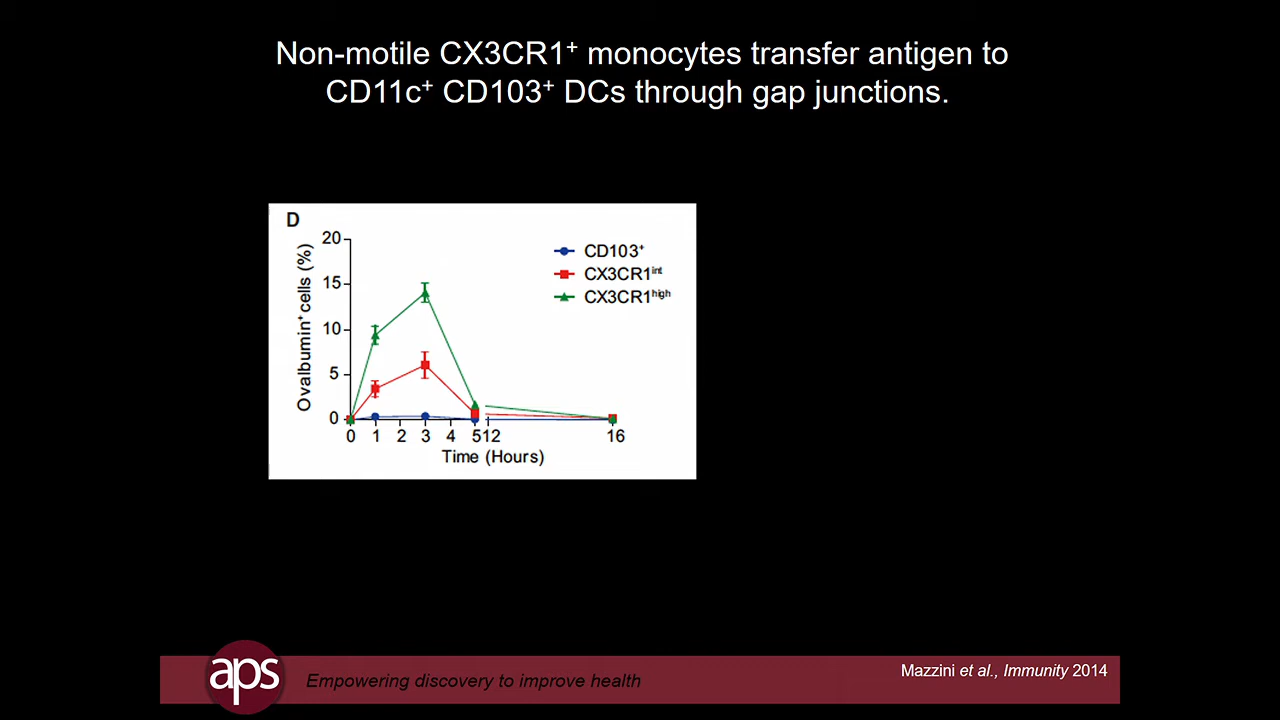 Non-motile CX3CR1⁺ monocytes transfer antigen to
CD11c⁺ CD103⁺ DCs through gap junctions.
D
Ovalbumin⁺ cells (%)
20
15
10
5
0
CD103⁺
CX3CR1ⁱⁿᵗ
CX3CR1ʰⁱᵍʰ
0 1 2 3 4 5 12 16
Time (Hours)
aps
Empowering discovery to improve health
Mazzini et al., Immunity 2014